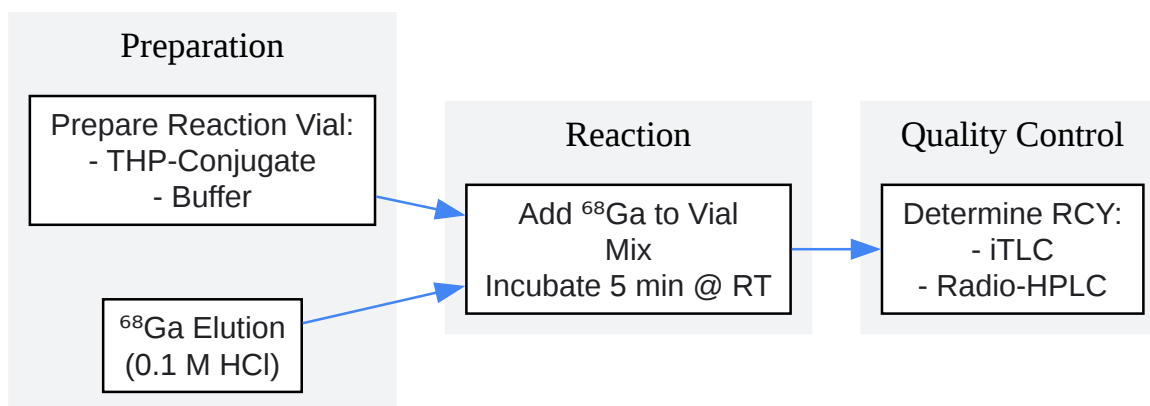 Preparation
Prepare Reaction Vial:
- THP-Conjugate
- Buffer
⁶⁸Ga Elution
(0.1 M HCl)
Reaction
Add ⁶⁸Ga to Vial
Mix
Incubate 5 min @ RT
Quality Control
Determine RCY:
- iTLC
- Radio-HPLC